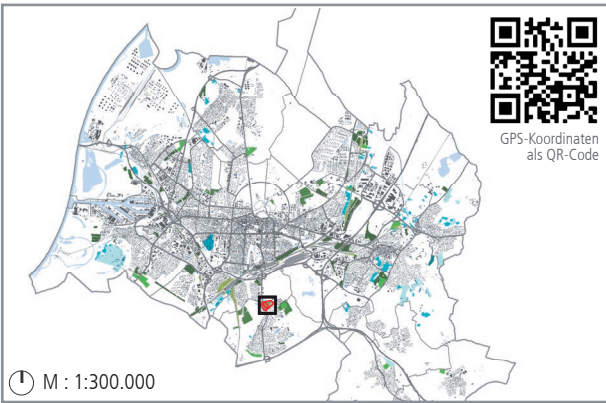 GPS-Koordinaten
als QR-Code
M : 1:300.000